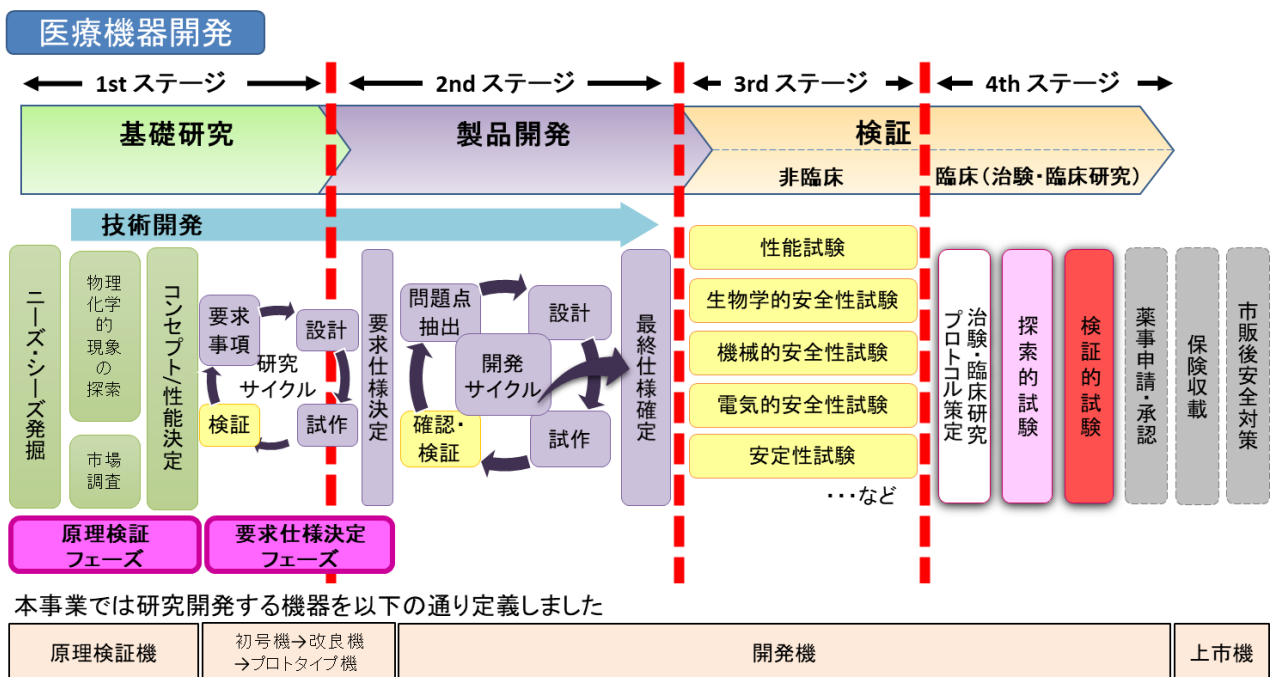 医療機器開発
1st ステージ
2nd ステージ
3rd ステージ
4th ステージ
基礎研究
製品開発
検証
非臨床
臨床(治験・臨床研究)
技術開発
ニーズ・シーズ発掘
物理
化学
的
現象
の
探索
市場
調査
コンセプト/性能決定
要求
事項
設計
研究
サイクル
検証
試作
要求仕様決定
問題点
抽出
設計
開発
サイクル
確認・
検証
試作
最終仕様確定
性能試験
生物学的安全性試験
機械的安全性試験
電気的安全性試験
安定性試験
・・・など
治験・臨床研究
プロトコル策定
探索的試験
検証的試験
薬事申請・承認
保険収載
市販後安全対策
原理検証
フェーズ
要求仕様決定
フェーズ
本事業では研究開発する機器を以下の通り定義しました
原理検証機
初号機→改良機
→プロトタイプ機
開発機
上市機